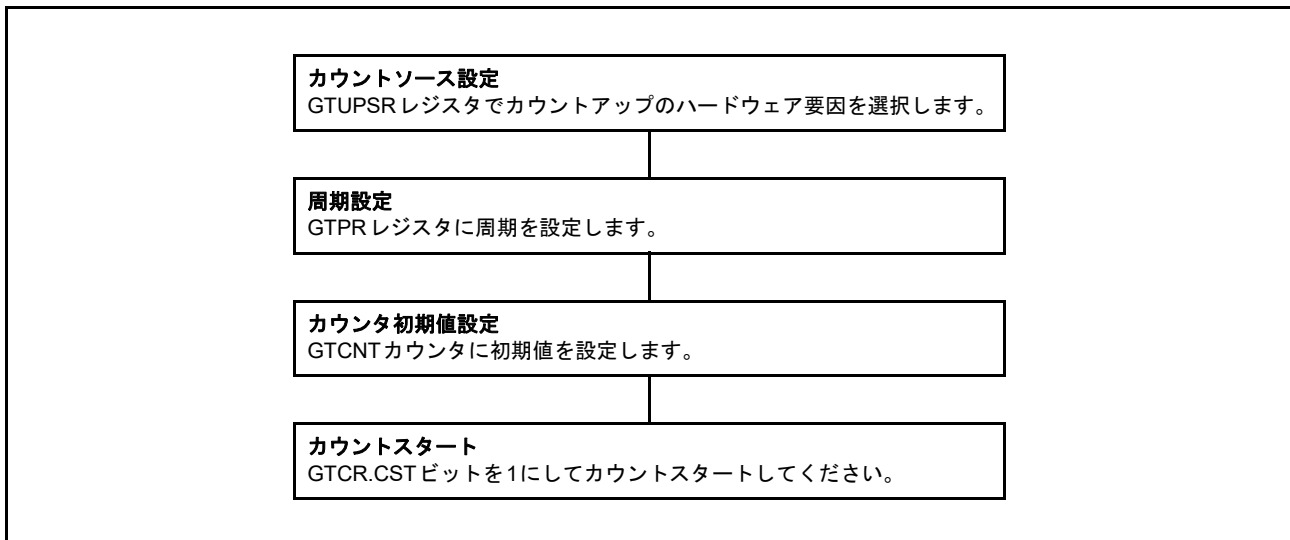 カウントソース設定
GTUPSRレジスタでカウントアップのハードウェア要因を選択します。
周期設定
GTPRレジスタに周期を設定します。
カウンタ初期値設定
GTCNTカウンタに初期値を設定します。
カウントスタート
GTCR.CSTビットを1にしてカウントスタートしてください。